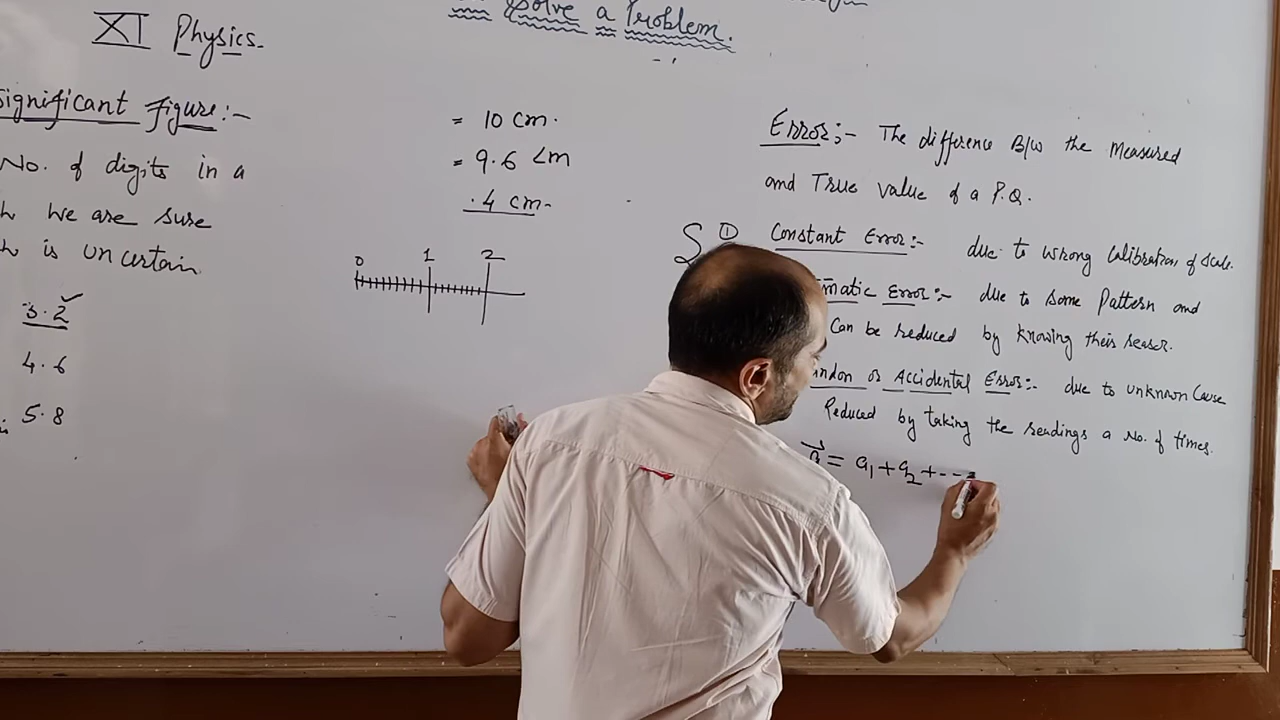 Solve a Problem.
XI Physics.
Significant figure:-
No. of digits in a
we are sure
is uncertain
3.2
4.6
5.8
= 10 cm.
= 9.6 cm
.4 cm-
0 1 2
Error:- The difference B/w the Measured
and True value of a P.Q.
① Constant Error:- due to wrong Calibration of Scale.
matic Error:- due to some Pattern and
Can be reduced by knowing their reason.
or Accidental Error:- due to unknown Cause
Reduced by taking the readings a No. of times.
= a₁ + a₂ + ---